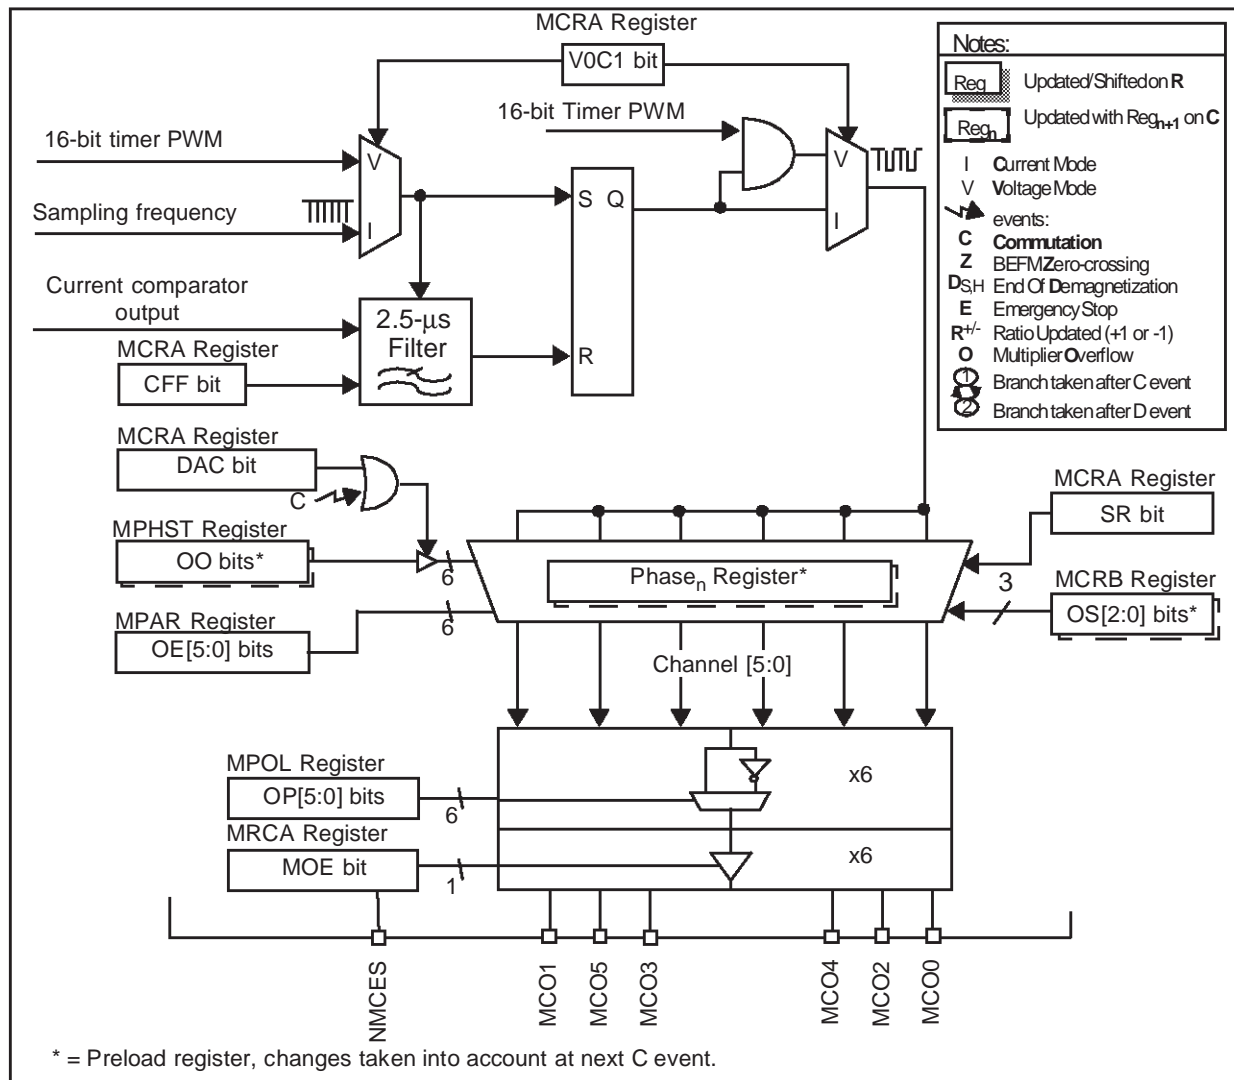 MCRA Register
V0C1 bit
16-bit Timer PWM
16-bit timer PWM
V
V
Sampling frequency
I
S Q
I
Current comparator
output
2.5-µs
Filter
R
MCRA Register
CFF bit
Notes:
Reg Updated/Shifted on R
Regn Updated with Regn+1 on C
I Current Mode
V Voltage Mode
events:
C Commutation
Z BEFM Zero-crossing
DS,H End Of Demagnetization
E Emergency Stop
R+/- Ratio Updated (+1 or -1)
O Multiplier Overflow
1 Branch taken after C event
2 Branch taken after D event
MCRA Register
DAC bit
C
MCRA Register
SR bit
MPHST Register
OO bits*
6
Phasen Register*
3
MCRB Register
OS[2:0] bits*
MPAR Register
OE[5:0] bits
6
Channel [5:0]
MPOL Register
OP[5:0] bits
6
x6
MRCA Register
MOE bit
1
x6
NMCES
MCO1
MCO5
MCO3
MCO4
MCO2
MCO0
* = Preload register, changes taken into account at next C event.